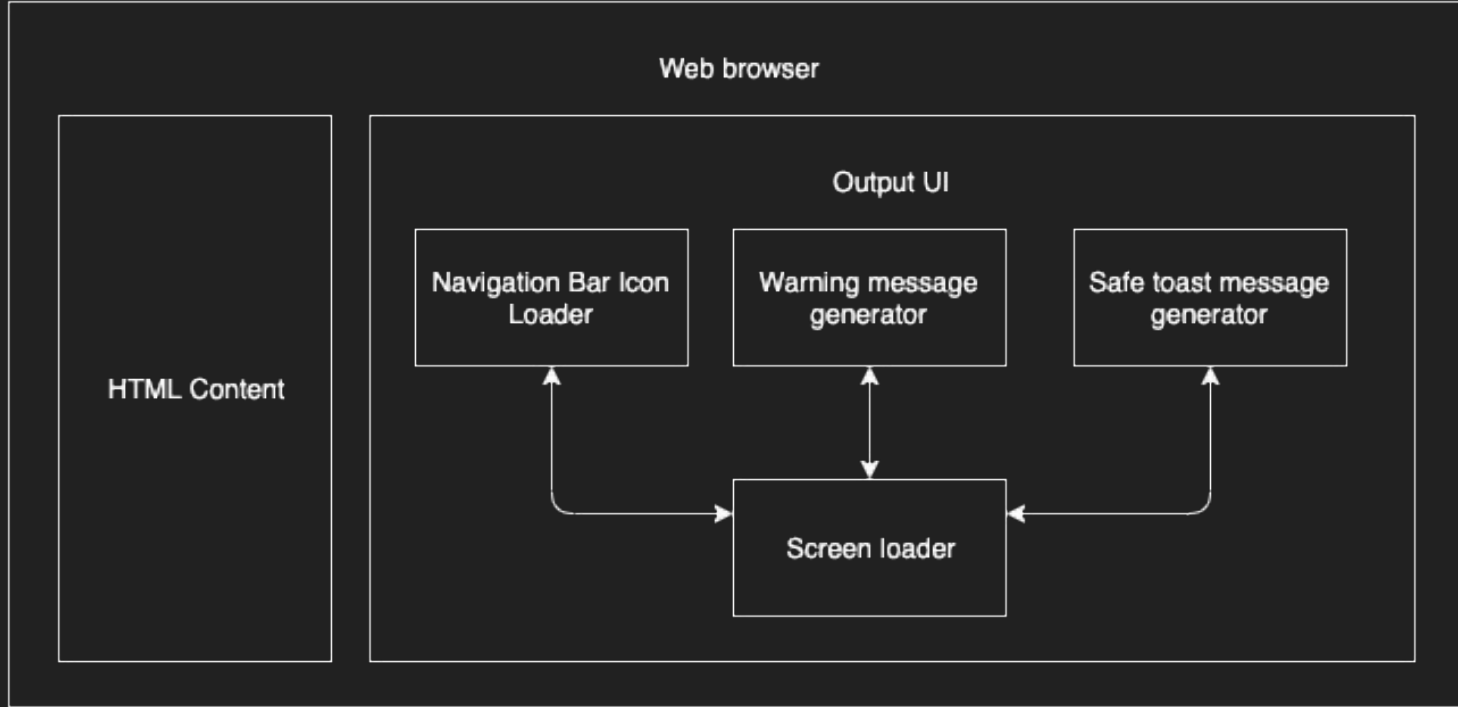 Web browser
Output UI
Navigation Bar Icon
Loader
Warning message
generator
Safe toast message
generator
HTML Content
Screen loader